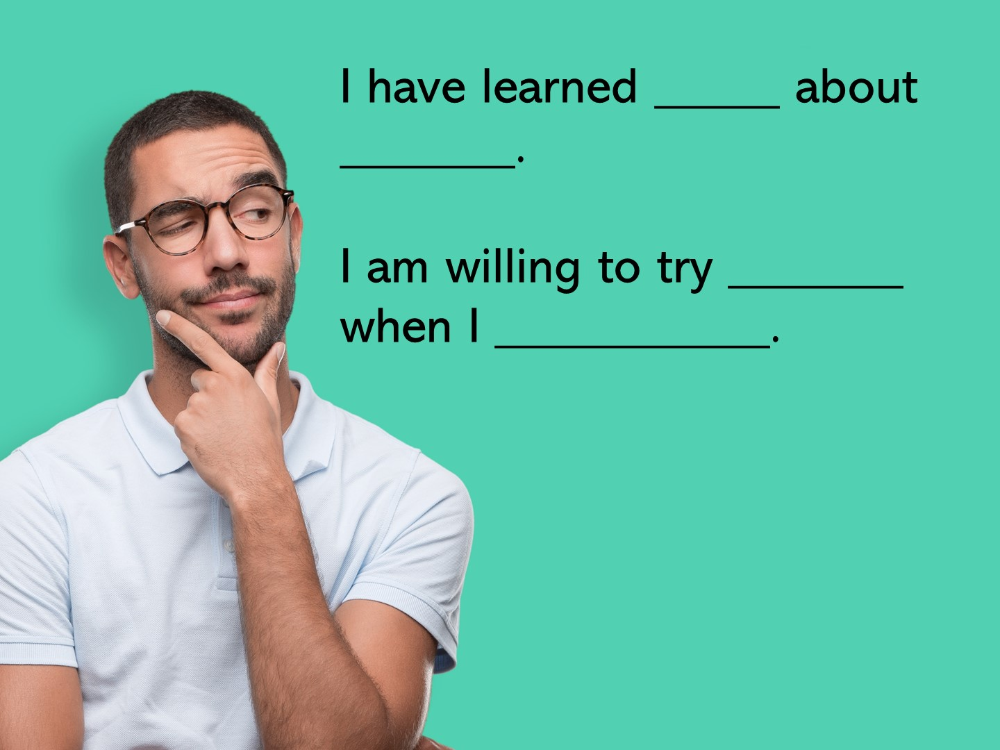 I have learned _____ about
_______.
I am willing to try _______
when I ___________.